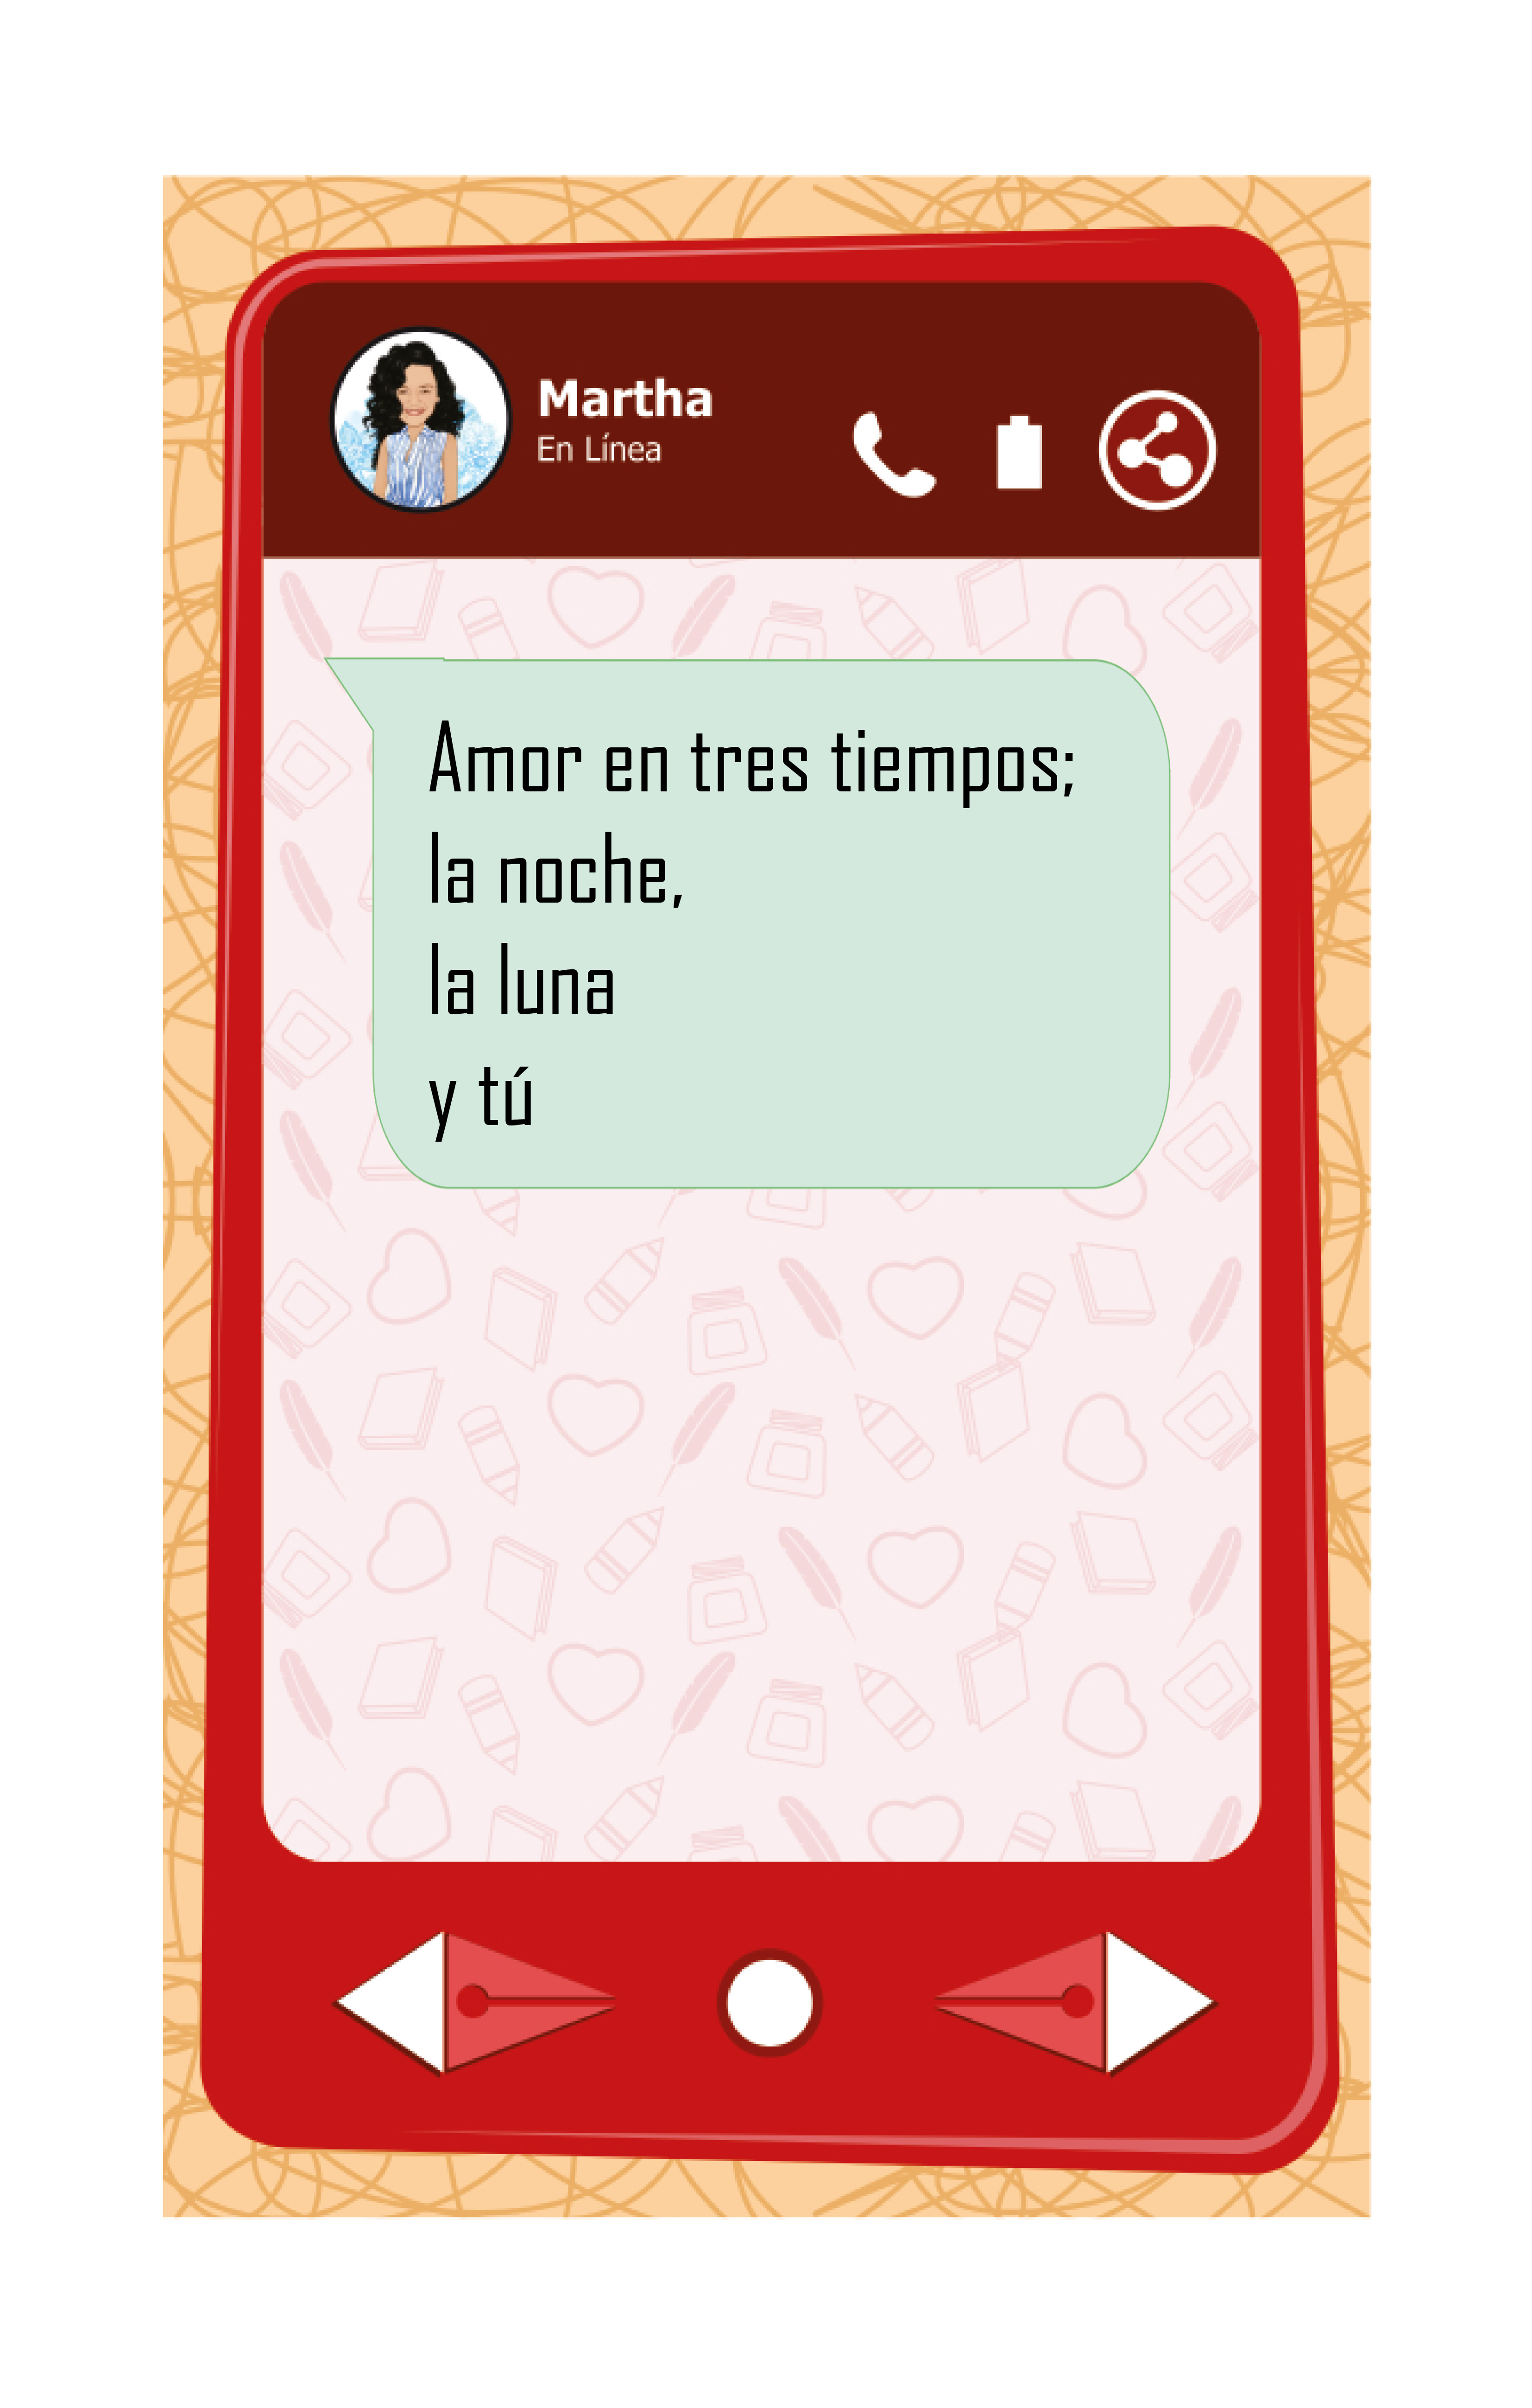 Martha
En Línea
Amor en tres tiempos;
la noche,
la luna
y tú